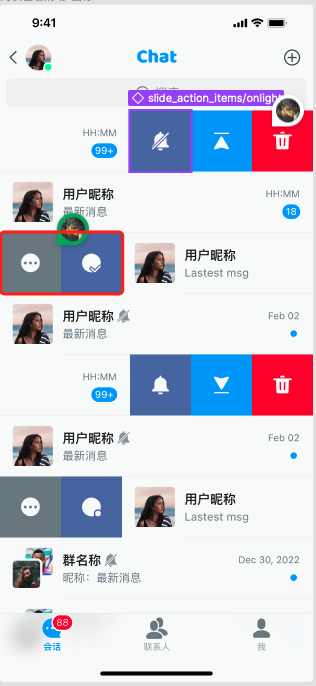 9:41
Chat
slide_action_items/onlight
HH:MM
99+
用户昵称
HH:MM
最新消息
18
用户昵称
Lastest msg
用户昵称
Feb 02
最新消息
HH:MM
99+
用户昵称
Feb 02
最新消息
用户昵称
Lastest msg
群名称
Dec 30, 2022
昵称：最新消息
88
会话
联系人
我